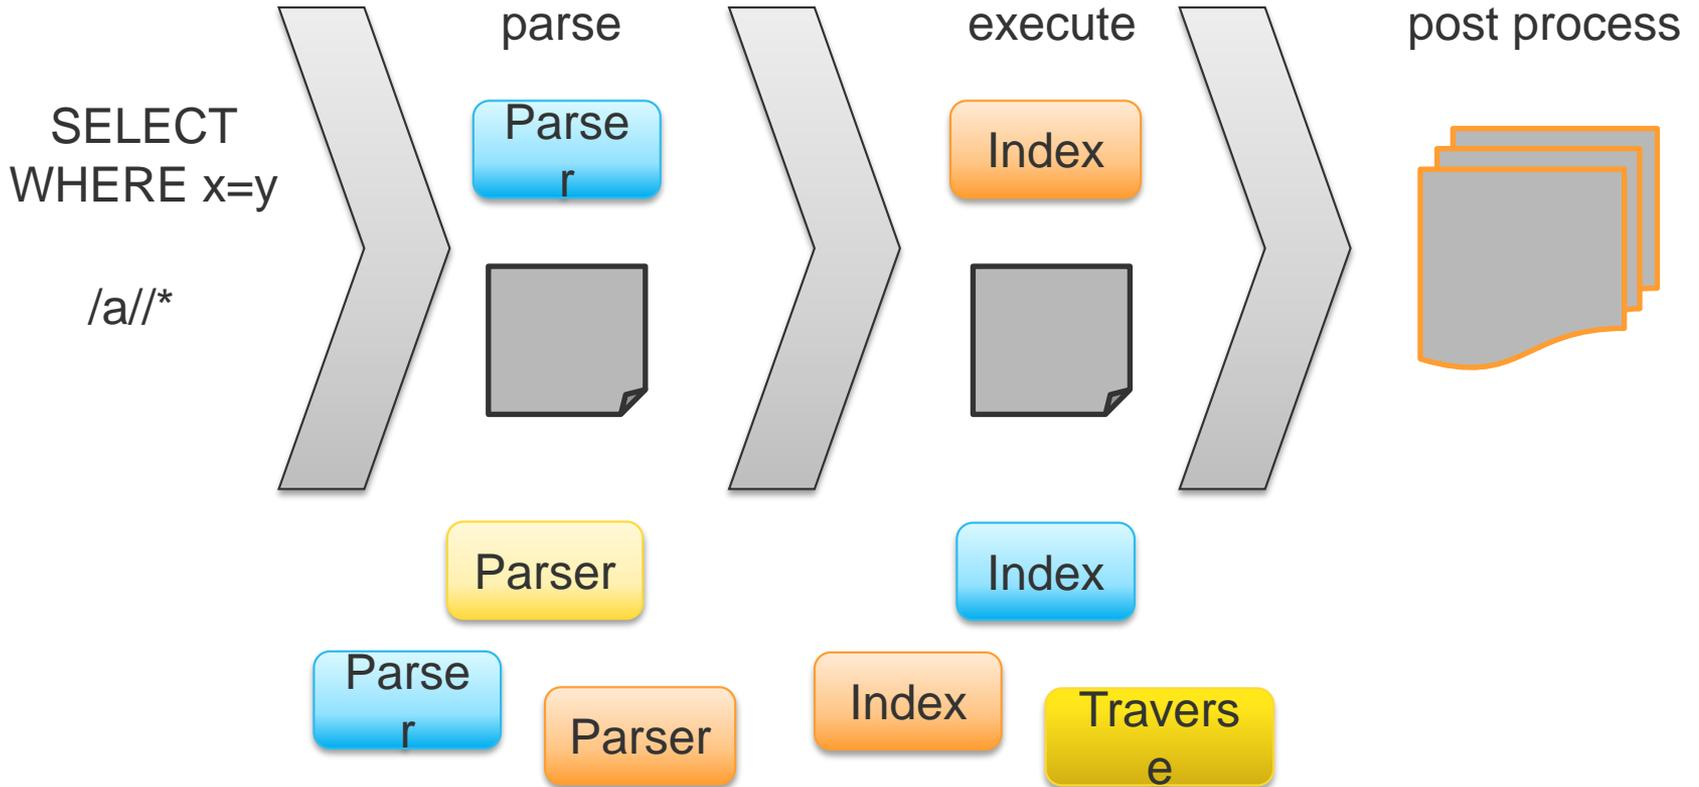 parse
execute
post process
SELECT
WHERE x=y
/a//*
Parse
r
Index
Parser
Index
Parse
r
Parser
Index
Travers
e